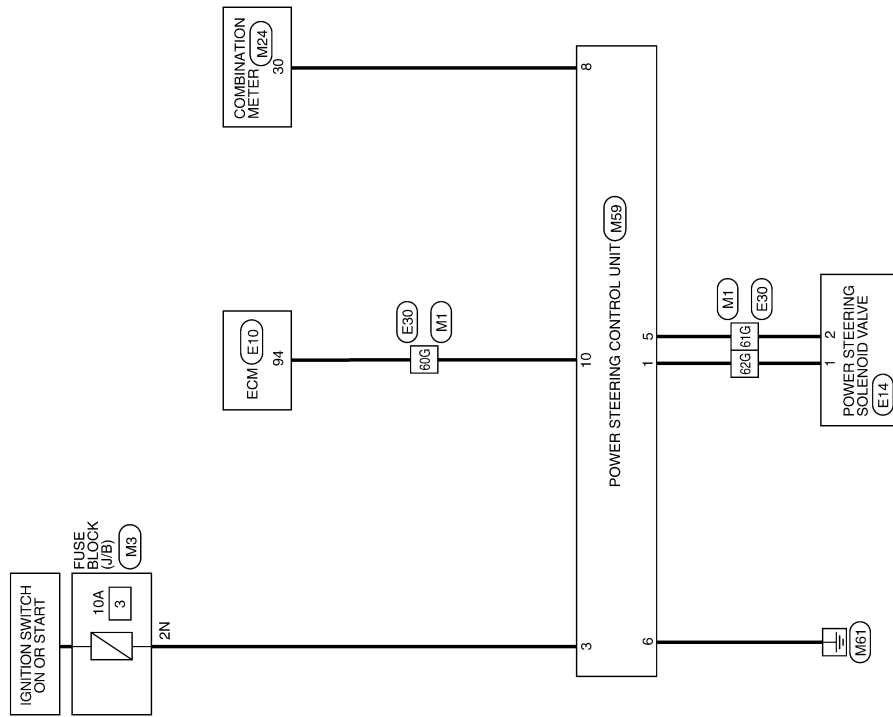 IGNITION SWITCH
ON OR START
FUSE
BLOCK
(J/B)
M3
10A
3
2N
ECM
E10
94
COMBINATION
METER
M24
30
E30
M1
60G
3
10
8
POWER STEERING CONTROL UNIT
M59
6
1
5
M1
E30
62G
61G
1
2
M61
POWER STEERING
SOLENOID VALVE
E14